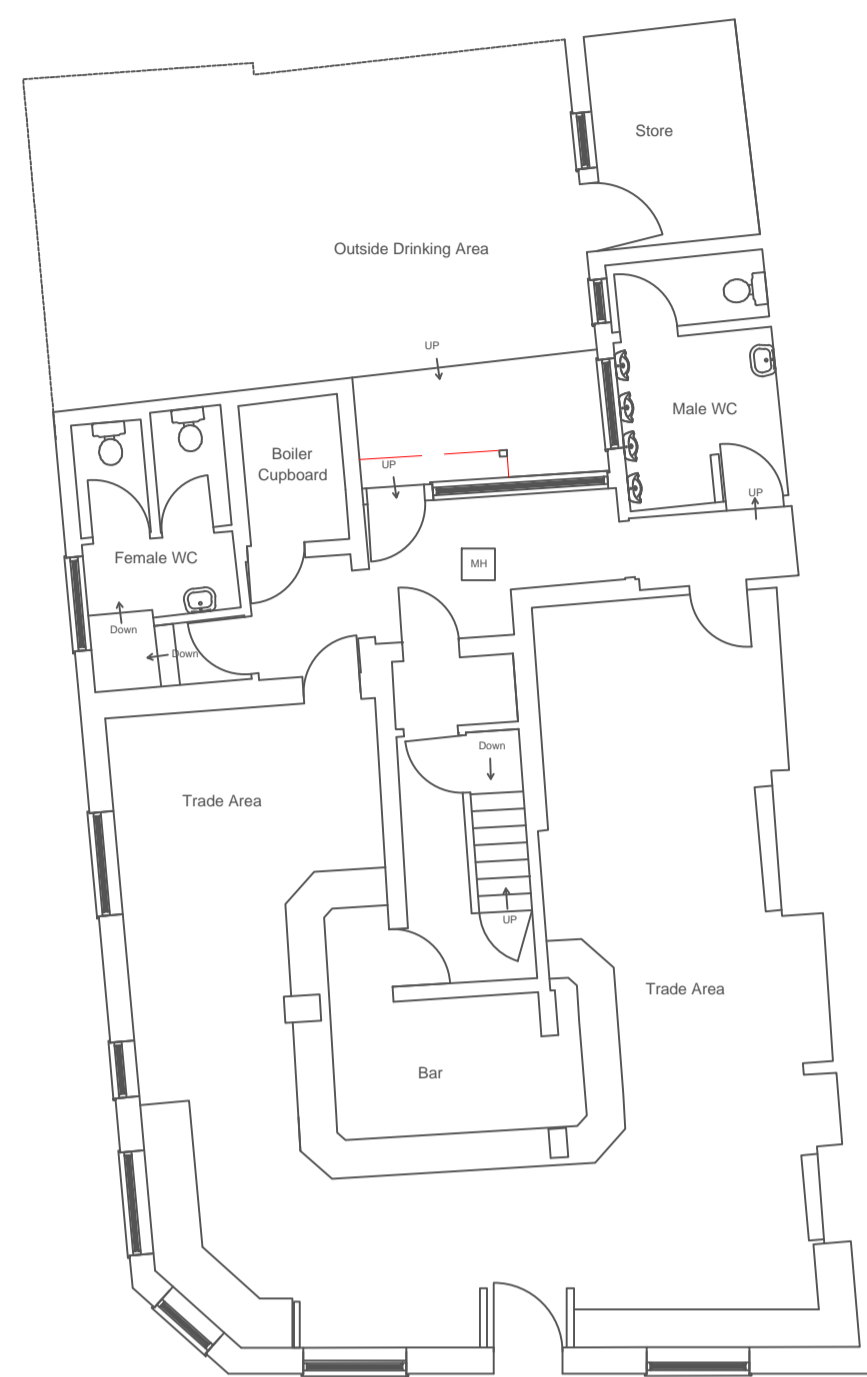 Store
Outside Drinking Area
UP
Male WC
Boiler
Cupboard
UP
UP
Female WC
MH
Down
Down
Down
Trade Area
UP
Trade Area
Bar